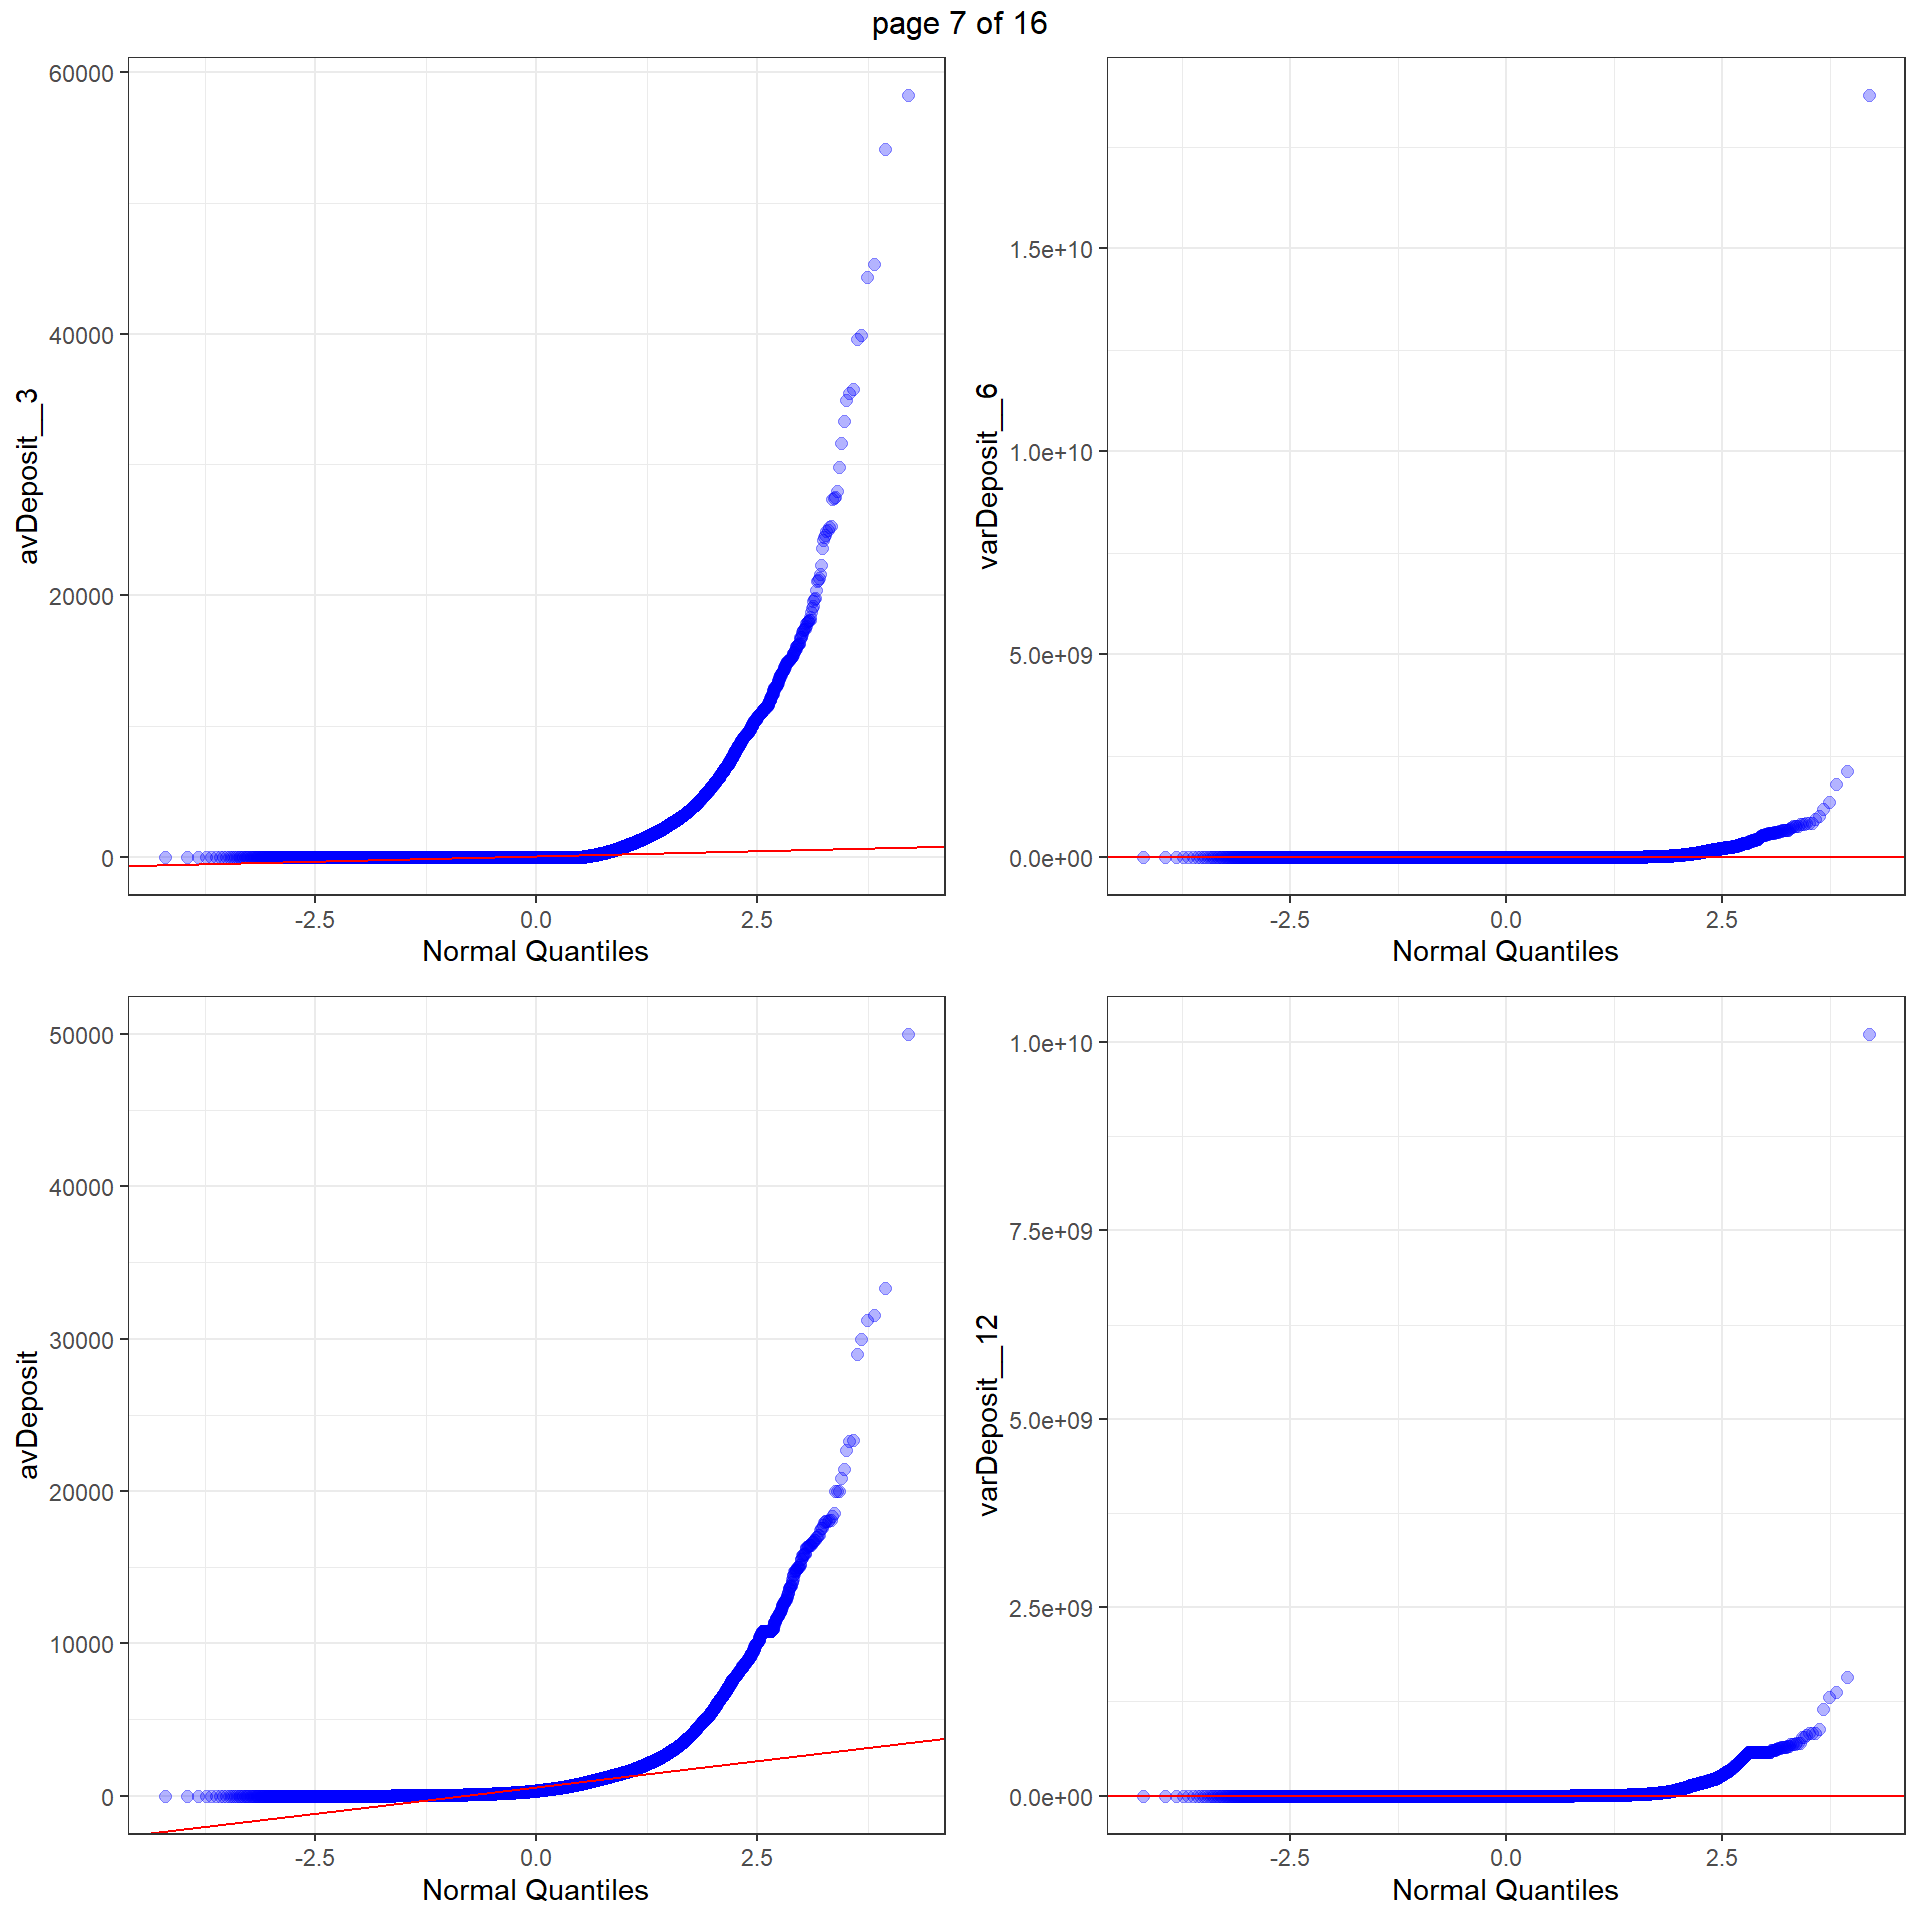 page 7 of 16
avDeposit__3
60000
40000
20000
0
-2.5 0.0 2.5
Normal Quantiles
varDeposit__6
1.5e+10
1.0e+10
5.0e+09
0.0e+00
-2.5 0.0 2.5
Normal Quantiles
avDeposit
50000
40000
30000
20000
10000
0
-2.5 0.0 2.5
Normal Quantiles
varDeposit__12
1.0e+10
7.5e+09
5.0e+09
2.5e+09
0.0e+00
-2.5 0.0 2.5
Normal Quantiles